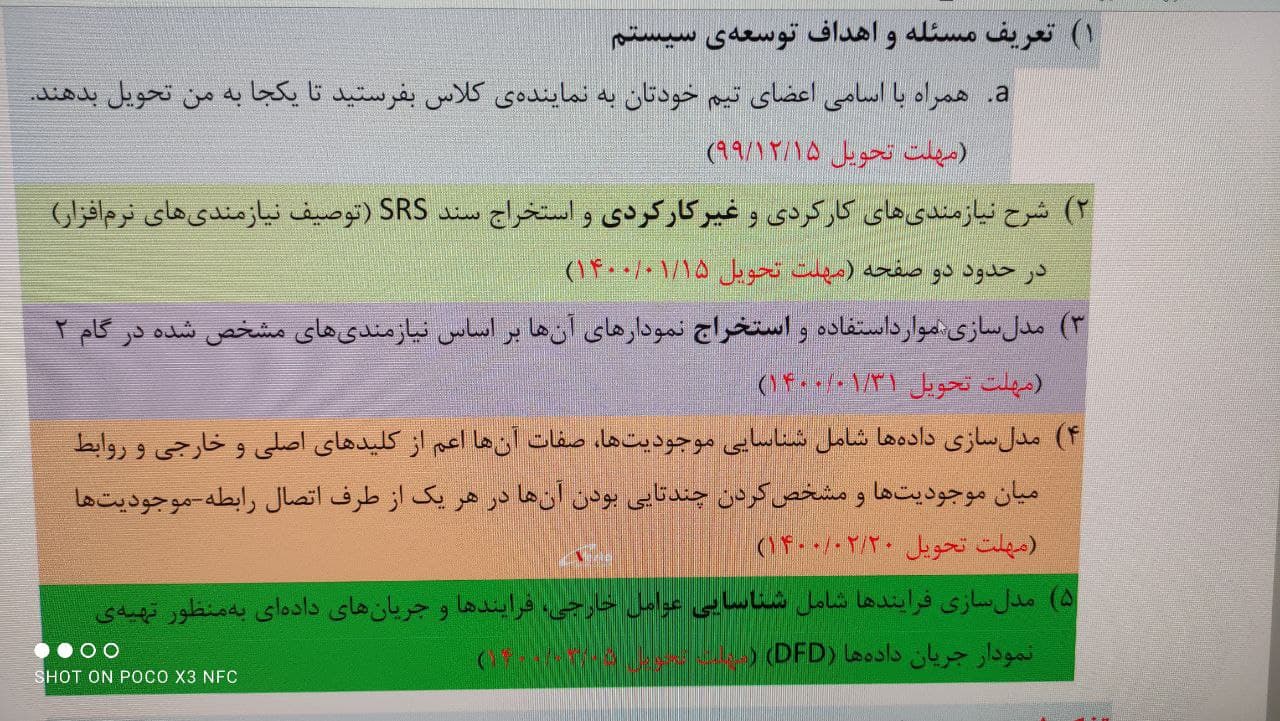 ۱) تعریف مسئله و اهداف توسعه‌ی سیستم
a. همراه با اسامی اعضای تیم خودتان به نماینده‌ی کلاس بفرستید تا یکجا به من تحویل بدهند.
(مهلت تحویل ۹۹/۱۲/۱۵)
۲) شرح نیازمندی‌های کارکردی و غیرکارکردی و استخراج سند SRS (توصیف نیازمندی‌های نرم‌افزار)
در حدود دو صفحه (مهلت تحویل ۱۴۰۰/۰۱/۱۵)
۳) مدل‌سازی موارداستفاده و استخراج نمودارهای آن‌ها بر اساس نیازمندی‌های مشخص شده در گام ۲
(مهلت تحویل ۱۴۰۰/۰۱/۳۱)
۴) مدل‌سازی داده‌ها شامل شناسایی موجودیت‌ها، صفات آن‌ها اعم از کلیدهای اصلی و خارجی و روابط
میان موجودیت‌ها و مشخص‌کردن چندتایی بودن آن‌ها در هر یک از طرف اتصال رابطه-موجودیت‌ها
(مهلت تحویل ۱۴۰۰/۰۲/۲۰)
۵) مدل‌سازی فرایندها شامل شناسایی عوامل خارجی، فرایندها و جریان‌های داده‌ای به‌منظور تهیه‌ی
نمودار جریان داده‌ها (DFD) (مهلت تحویل ۱۴۰۰/۰۳/۰۵)
SHOT ON POCO X3 NFC